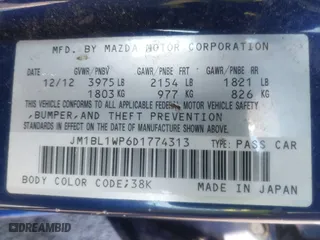 MFD. BY MAZDA MOTOR CORPORATION
GVWR/PNBV GAWR/PNBE FRT GAWR/PNBE RR
12/12 3975 LB 2154 LB 1821 LB
1803 KG 977 KG 826 KG
THIS VEHICLE CONFORMS TO ALL APPLICABLE FEDERAL MOTOR VEHICLE SAFETY
, BUMPER, AND THEFT PREVENTION
STANDARDS IN EFFECT ON THE DATE OF MANUFACTURE SHOWN ABOVE.
JM1BL1WP6D1774313 TYPE: PASS CAR
BODY COLOR CODE;38K MADE IN JAPAN
DREAMBID